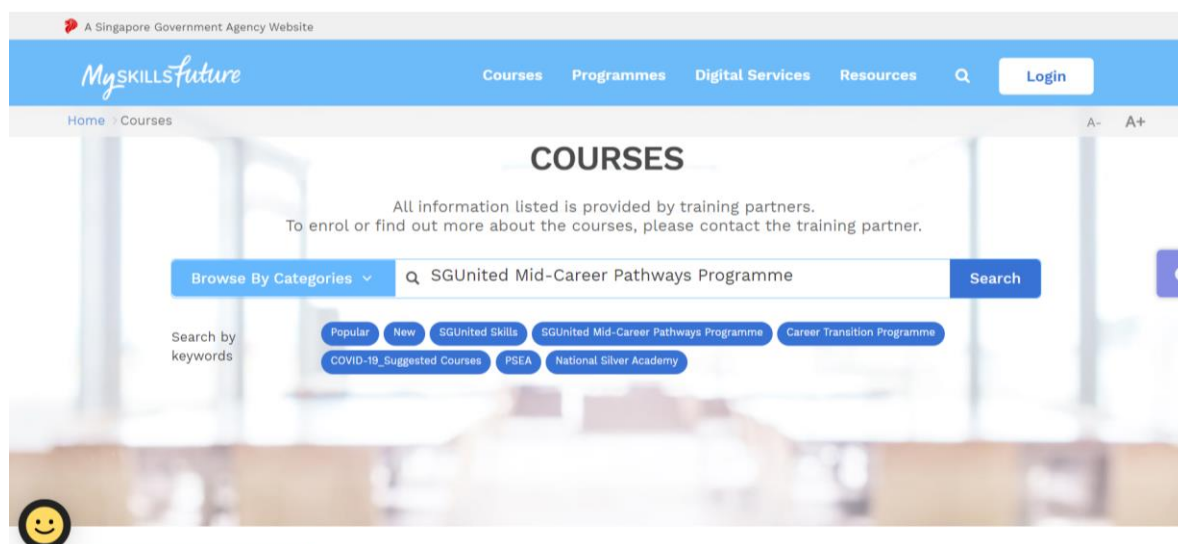 A Singapore Government Agency Website
MySKILLSfuture
Courses Programmes Digital Services Resources Login
Home > Courses
A- A+
COURSES
All information listed is provided by training partners.
To enrol or find out more about the courses, please contact the training partner.
Browse By Categories SGUnited Mid-Career Pathways Programme Search
Search by
keywords
Popular New SGUnited Skills SGUnited Mid-Career Pathways Programme Career Transition Programme
COVID-19_Suggested Courses PSEA National Silver Academy